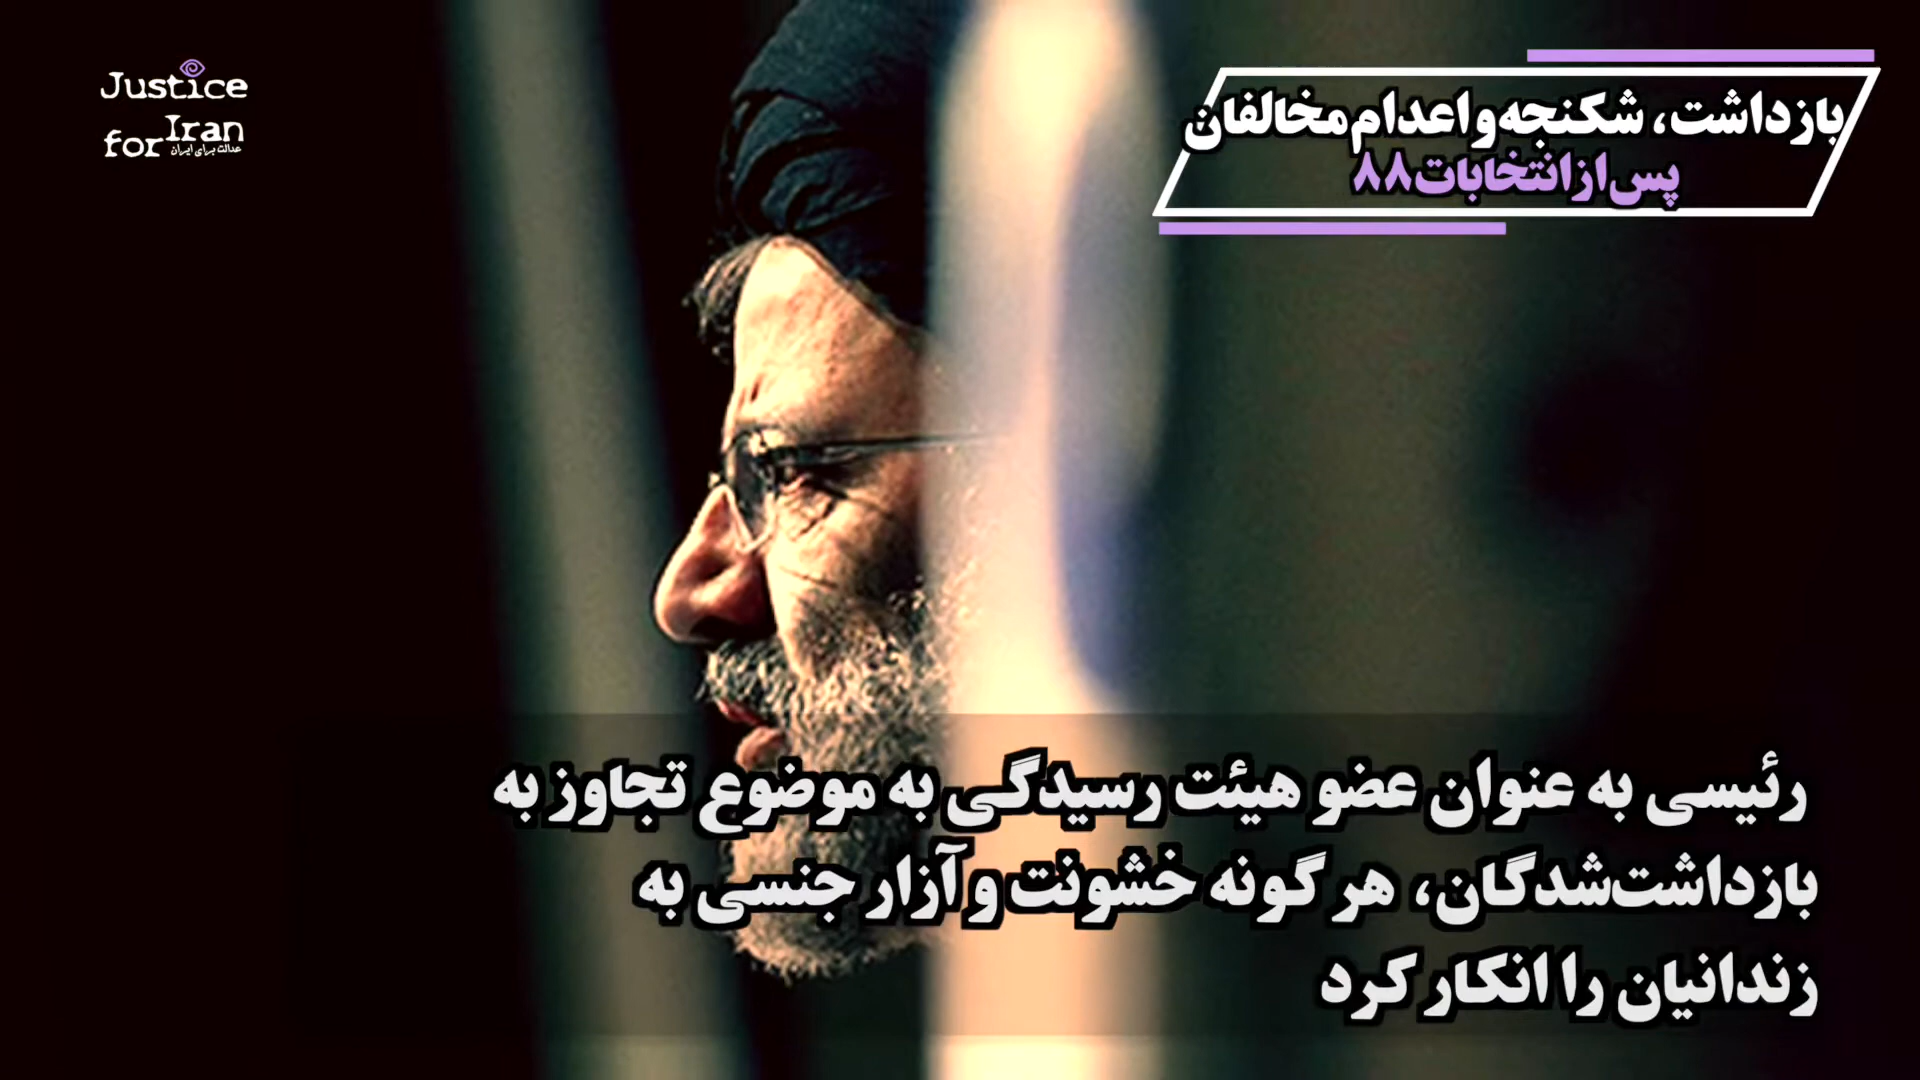 Justice
for Iran
عدالت برای ایران
بازداشت، شکنجه و اعدام مخالفان
پس از انتخابات ۸۸
رئیسی به عنوان عضو هیئت رسیدگی به موضوع تجاوز به
بازداشت‌شدگان، هر گونه خشونت و آزار جنسی به
زندانیان را انکار کرد